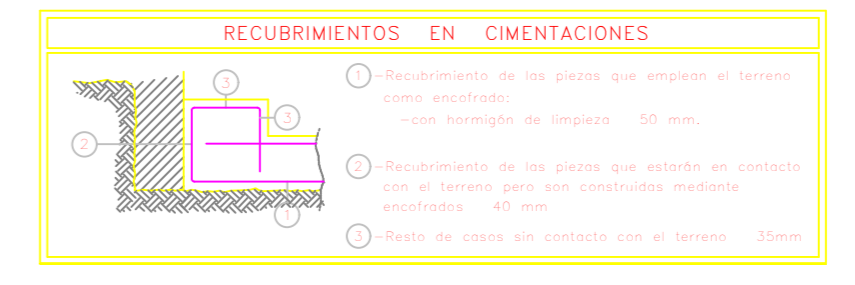 RECUBRIMIENTOS EN CIMENTACIONES
3
3
2
1
1 -Recubrimiento de las piezas que emplean el terreno
como encofrado:
-con hormigón de limpieza 50 mm.
2 -Recubrimiento de las piezas que estarán en contacto
con el terreno pero son construidas mediante
encofrados 40 mm
3 -Resto de casos sin contacto con el terreno 35mm